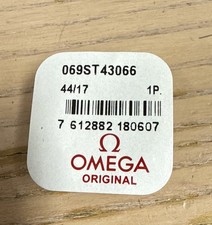 069ST43066
44/17 1P.
7 612882 180607
OMEGA
ORIGINAL